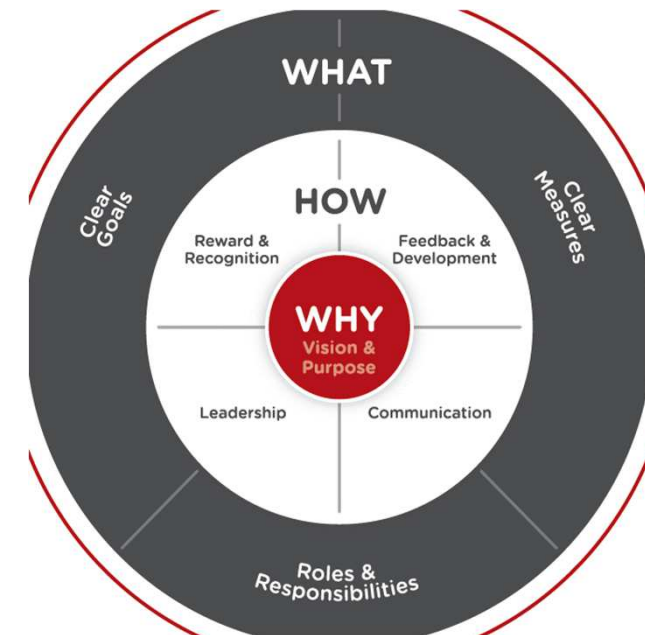 WHAT
Clear
Goals
Clear
Measures
HOW
Reward &
Recognition
Feedback &
Development
WHY
Vision &
Purpose
Leadership
Communication
Roles &
Responsibilities